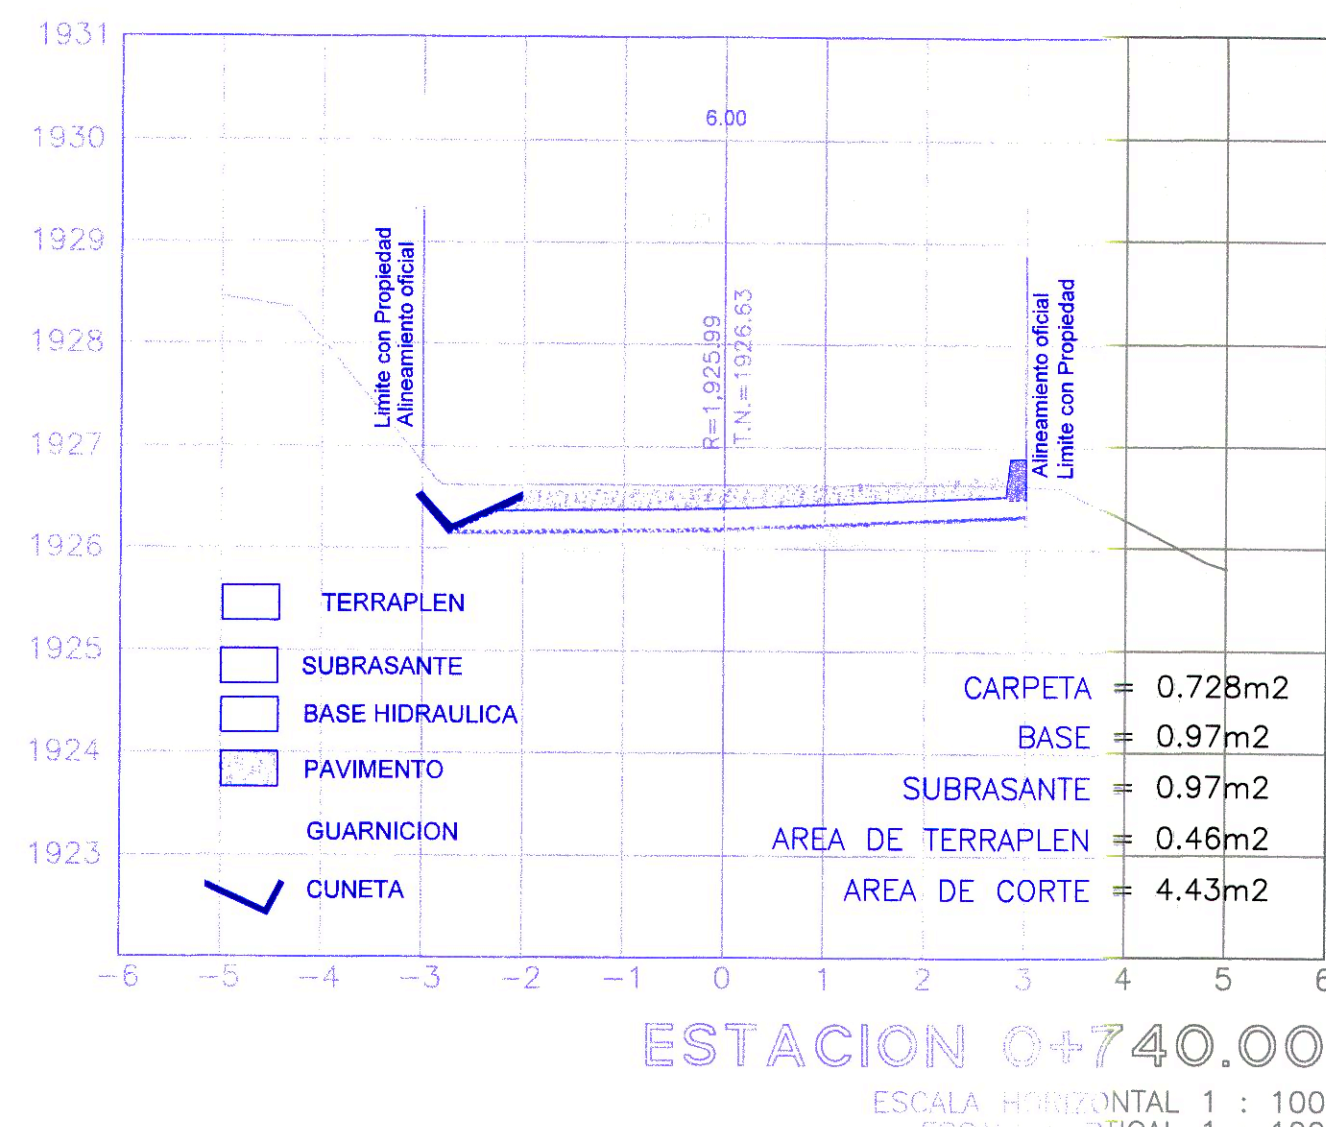 1931
1930
1929
1928
1927
1926
1925
1924
1923
6.00
Limite con Propiedad
Alineamiento oficial
R=1,925.99
T.N.=1926.63
Alineamiento oficial
Limite con Propiedad
TERRAPLEN
SUBRASANTE
BASE HIDRAULICA
PAVIMENTO
GUARNICION
CUNETA
CARPETA = 0.728m2
BASE = 0.97m2
SUBRASANTE = 0.97m2
AREA DE TERRAPLEN = 0.46m2
AREA DE CORTE = 4.43m2
-6 -5 -4 -3 -2 -1 0 1 2 3 4 5 6
ESTACION 0+740.00
ESCALA HORIZONTAL 1 : 100